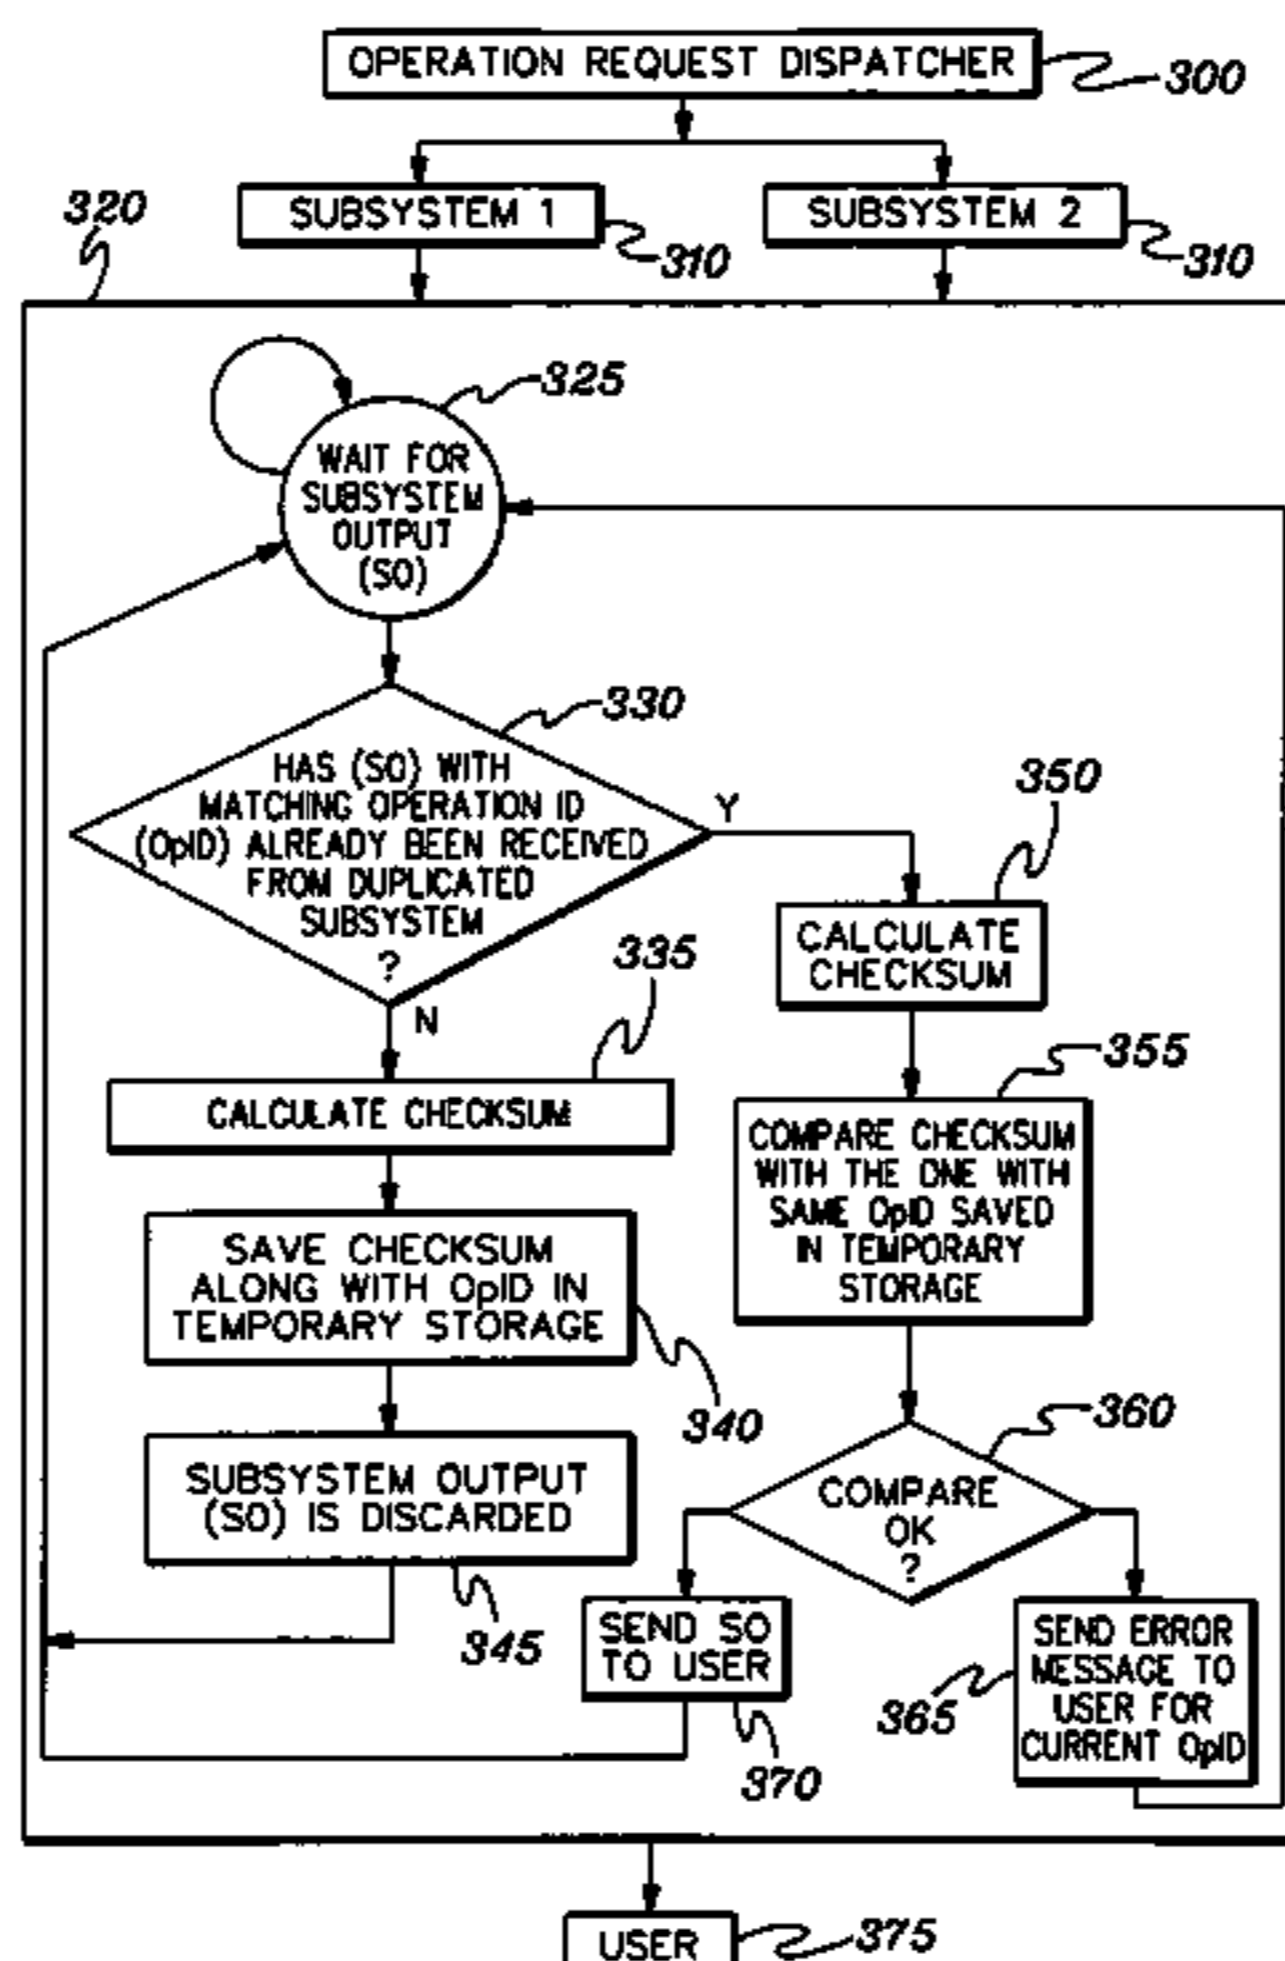 OPERATION REQUEST DISPATCHER
300
SUBSYSTEM 1
310
SUBSYSTEM 2
310
320
325
WAIT FOR
SUBSYSTEM
OUTPUT
(SO)
330
HAS (SO) WITH
MATCHING OPERATION ID
(OpID) ALREADY BEEN RECEIVED
FROM DUPLICATED
SUBSYSTEM
?
Y
N
350
CALCULATE
CHECKSUM
335
CALCULATE CHECKSUM
355
COMPARE CHECKSUM
WITH THE ONE WITH
SAME OpID SAVED
IN TEMPORARY
STORAGE
SAVE CHECKSUM
ALONG WITH OpID IN
TEMPORARY STORAGE
340
360
COMPARE
OK
?
SUBSYSTEM OUTPUT
(SO) IS DISCARDED
345
SEND SO
TO USER
370
SEND ERROR
MESSAGE TO
USER FOR
CURRENT OpID
365
USER
375